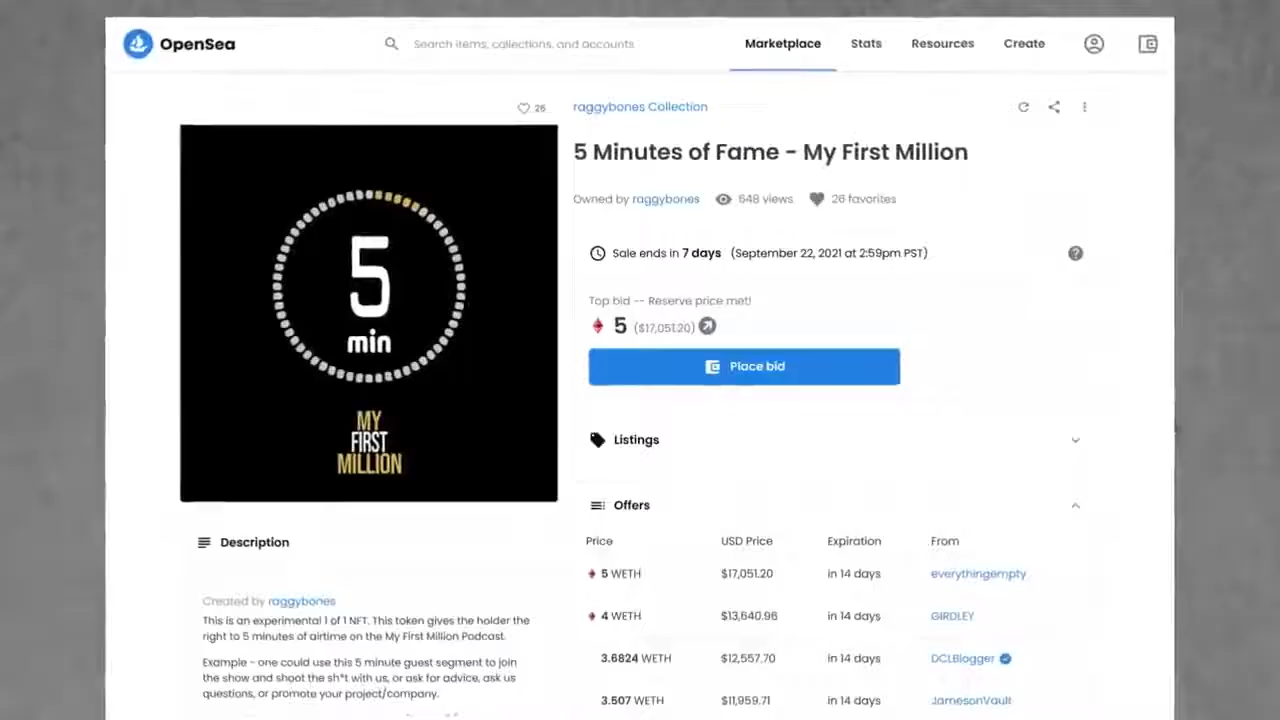 OpenSea
Search items, collections, and accounts
Marketplace
Stats
Resources
Create
26
raggybones Collection
5 Minutes of Fame - My First Million
Owned by raggybones
648 views
26 favorites
5
min
MY
FIRST
MILLION
Sale ends in 7 days (September 22, 2021 at 2:59pm PST)
Top bid -- Reserve price met!
5 ($17,051.20)
Place bid
Listings
Offers
Price USD Price Expiration From
5 WETH $17,051.20 in 14 days everythingempty
4 WETH $13,640.96 in 14 days GIRDLEY
3.6824 WETH $12,557.70 in 14 days DCLBlogger
3.507 WETH $11,959.71 in 14 days JamesonVault
Description
Created by raggybones
This is an experimental 1 of 1 NFT. This token gives the holder the
right to 5 minutes of airtime on the My First Million Podcast.
Example - one could use this 5 minute guest segment to join
the show and shoot the sh*t with us, or ask for advice, ask us
questions, or promote your project/company.